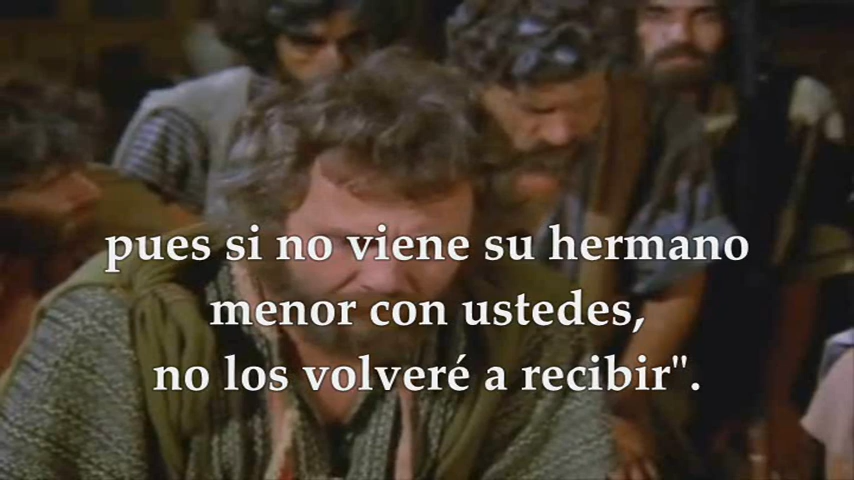 pues si no viene su hermano
menor con ustedes,
no los volveré a recibir".